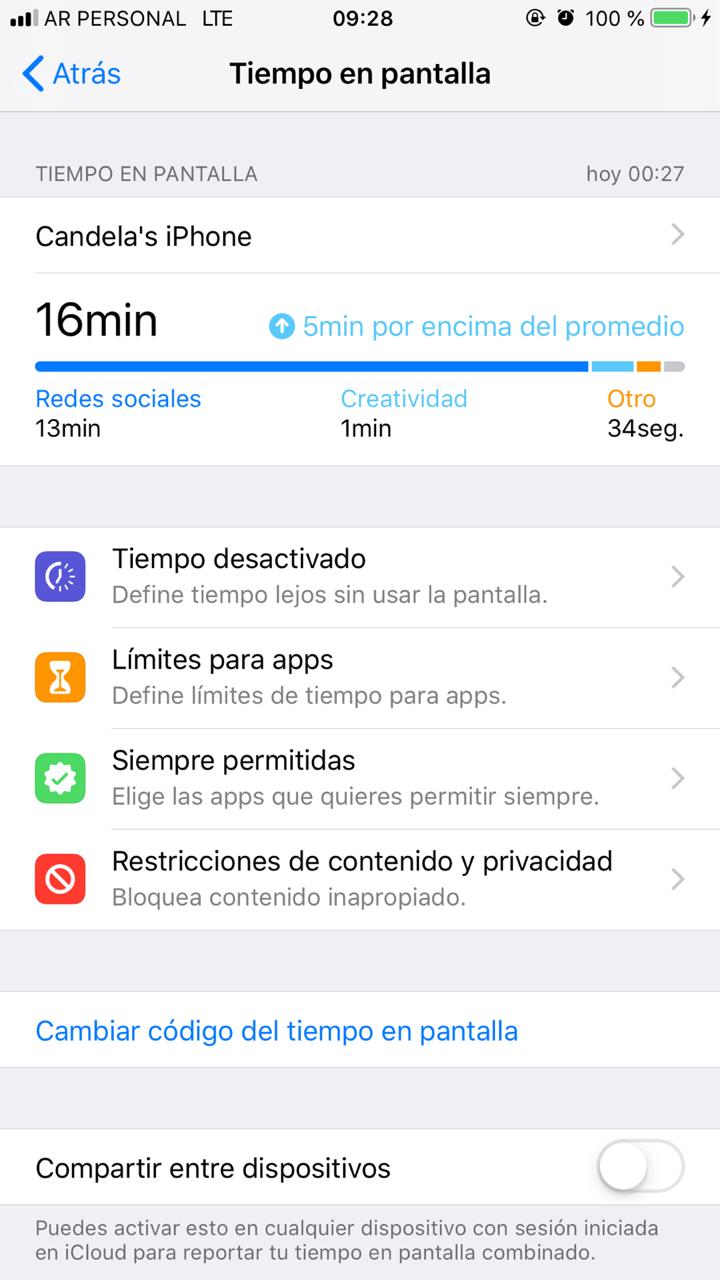 AR PERSONAL LTE 09:28 100 %
Atrás Tiempo en pantalla
TIEMPO EN PANTALLA hoy 00:27
Candela's iPhone
16min 5min por encima del promedio
Redes sociales Creatividad Otro
13min 1min 34seg.
Tiempo desactivado
Define tiempo lejos sin usar la pantalla.
Límites para apps
Define límites de tiempo para apps.
Siempre permitidas
Elige las apps que quieres permitir siempre.
Restricciones de contenido y privacidad
Bloquea contenido inapropiado.
Cambiar código del tiempo en pantalla
Compartir entre dispositivos
Puedes activar esto en cualquier dispositivo con sesión iniciada
en iCloud para reportar tu tiempo en pantalla combinado.